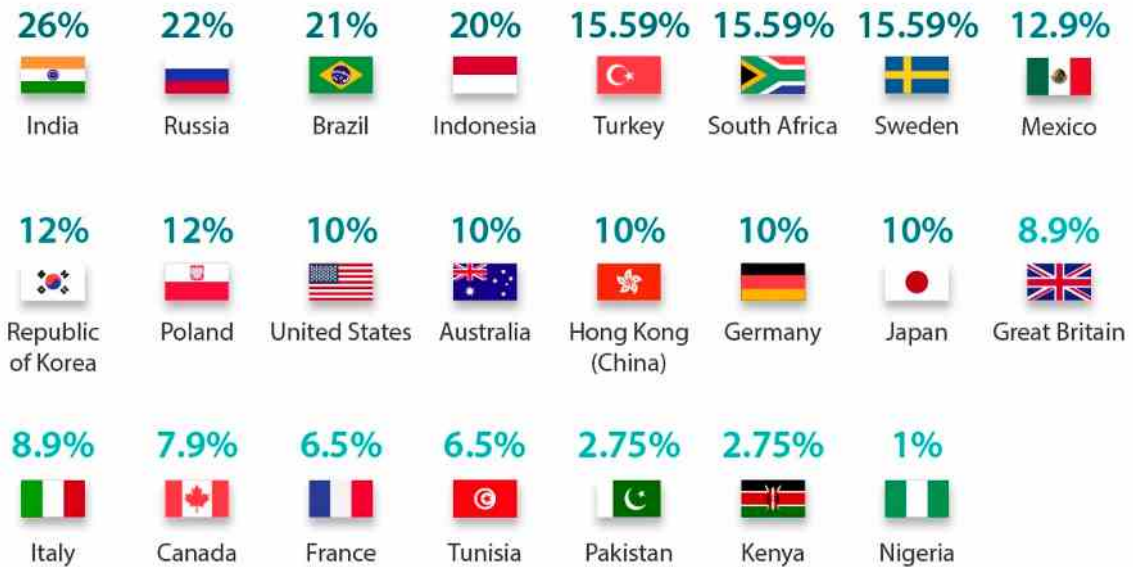 26% 22% 21% 20% 15.59% 15.59% 15.59% 12.9%
India Russia Brazil Indonesia Turkey South Africa Sweden Mexico
12% 12% 10% 10% 10% 10% 10% 8.9%
Republic Poland United States Australia Hong Kong Germany Japan Great Britain
of Korea (China)
8.9% 7.9% 6.5% 6.5% 2.75% 2.75% 1%
Italy Canada France Tunisia Pakistan Kenya Nigeria